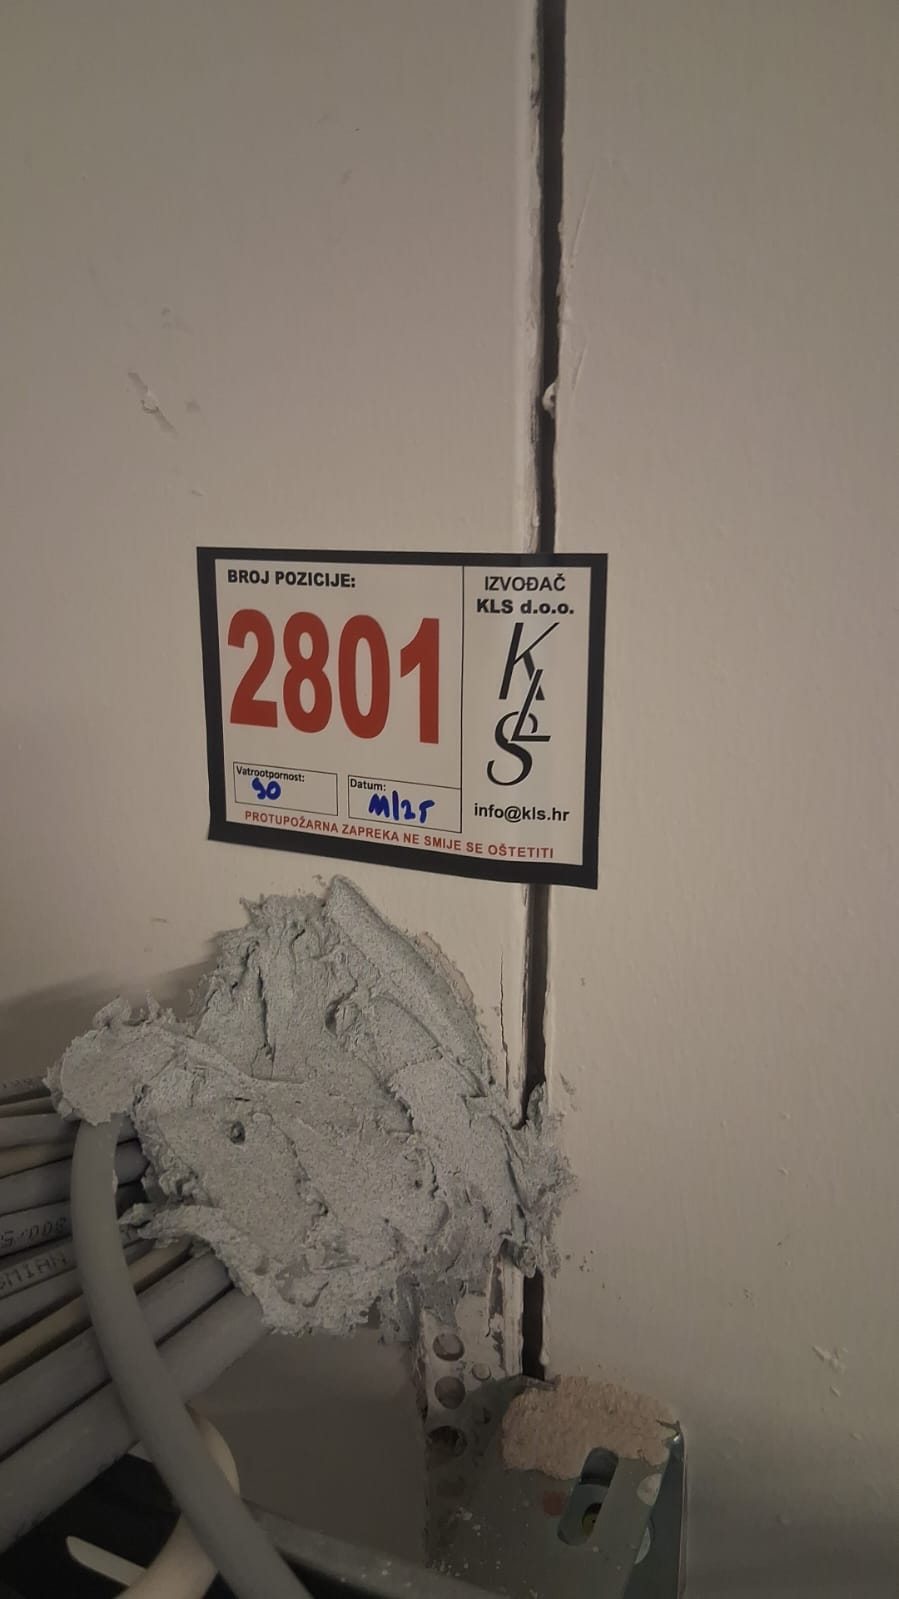 BROJ POZICIJE:
2801
Vatrootpornost:
90
Datum:
11/25
PROTUPOŽARNA ZAPREKA NE SMIJE SE OŠTETITI
IZVOĐAČ
KLS d.o.o.
KLS
info@kls.hr